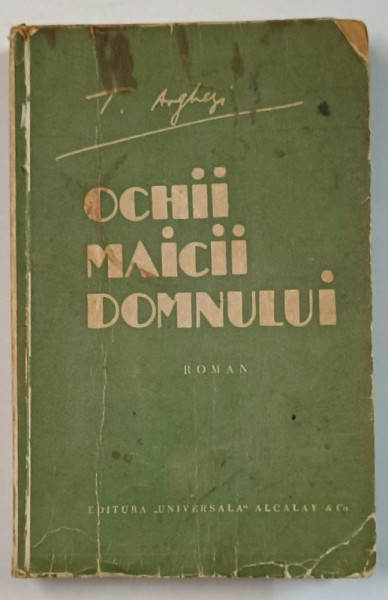 T. Arghezi
OCHii
MAiCii
DOMNULUi
ROMAN
EDITURA „UNIVERSALA“ ALCALAY & Co.